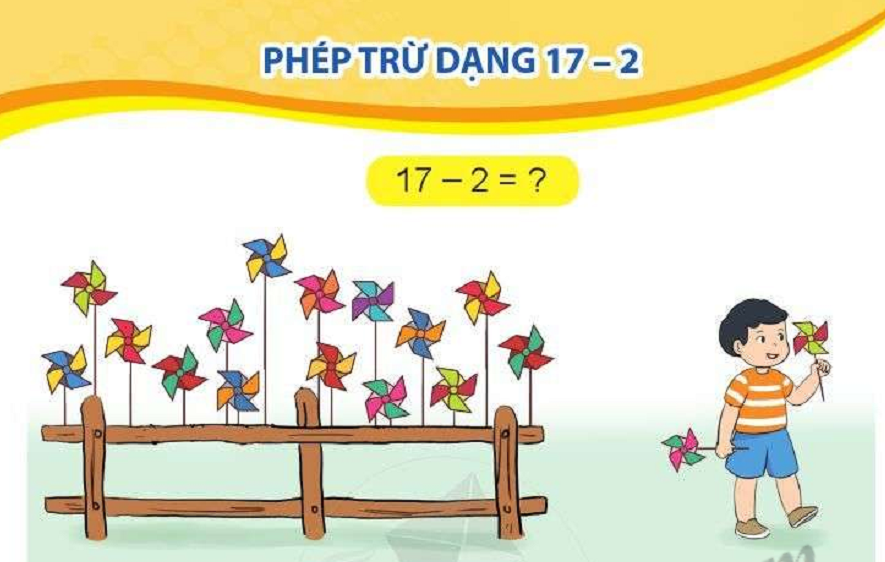 PHÉP TRỪ DẠNG 17 – 2
17 – 2 = ?